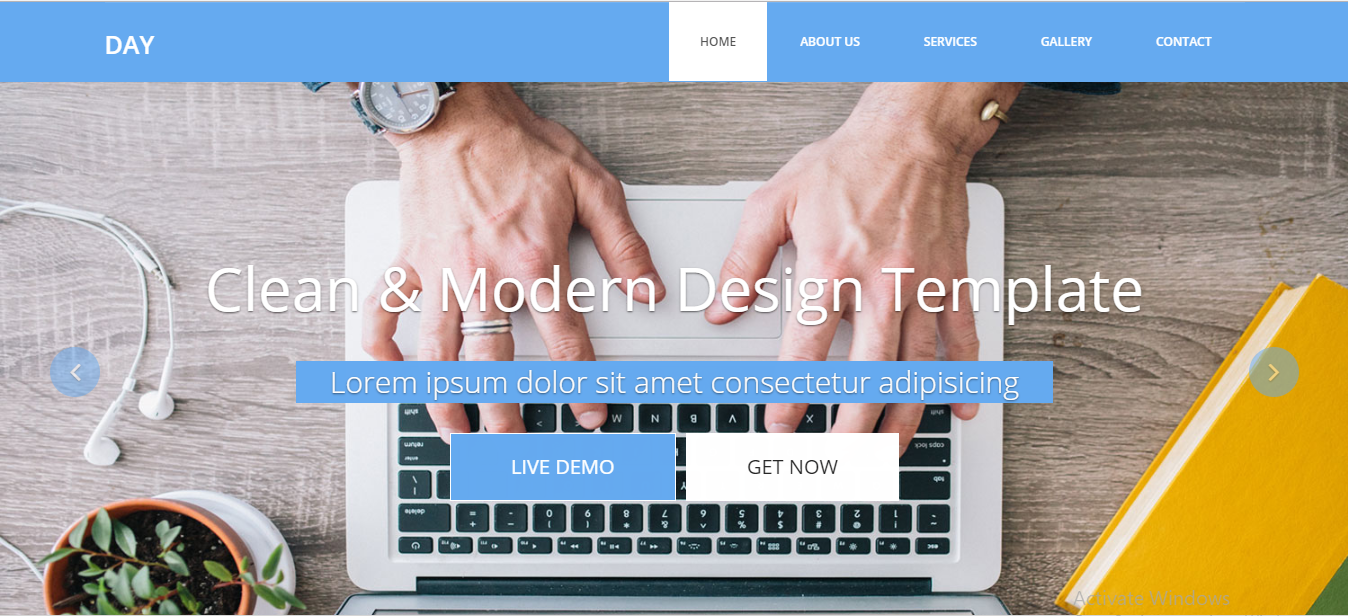 DAY
HOME ABOUT US SERVICES GALLERY CONTACT
Clean & Modern Design Template
Lorem ipsum dolor sit amet consectetur adipisicing
LIVE DEMO GET NOW
Activate Windows